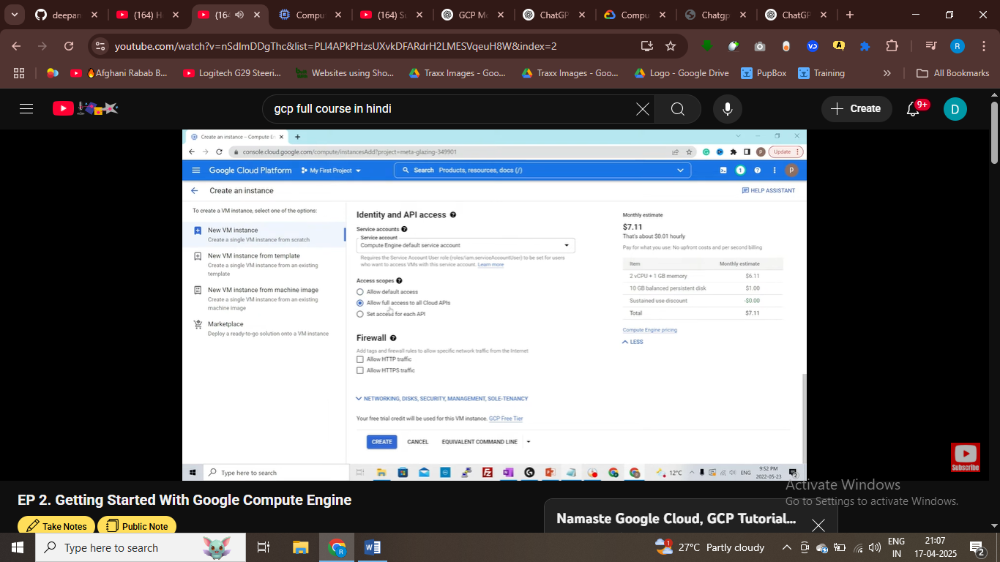 deepan
(164) H
(164
Compu
(164) S
GCP Mo
ChatGP
Compu
Chatgp
ChatGP
youtube.com/watch?v=nSdImDDgThc&list=PLI4APkPHzsUXvkDFARdrH2LMESVqeuH8W&index=2
R
🔥Afghani Rabab B...
Logitech G29 Steeri...
Websites using Sho...
Traxx Images - Goo...
Traxx Images - Goo...
Logo - Google Drive
PupBox
Training
All Bookmarks
gcp full course in hindi
Create
9+
D
Create an instance – Compute E
console.cloud.google.com/compute/instancesAdd?project=meta-glazing-349901
Update
Google Cloud Platform
My First Project
Search Products, resources, docs (/)
1
P
Create an instance
HELP ASSISTANT
To create a VM instance, select one of the options:
New VM instance
Create a single VM instance from scratch
New VM instance from template
Create a single VM instance from an existing
template
New VM instance from machine image
Create a single VM instance from an existing
machine image
Marketplace
Deploy a ready-to-go solution onto a VM instance
Identity and API access
Service accounts
Service account
Compute Engine default service account
Requires the Service Account User role (roles/iam.serviceAccountUser) to be set for users
who want to access VMs with this service account. Learn more
Access scopes
Allow default access
Allow full access to all Cloud APIs
Set access for each API
Firewall
Add tags and firewall rules to allow specific network traffic from the Internet
Allow HTTP traffic
Allow HTTPS traffic
NETWORKING, DISKS, SECURITY, MANAGEMENT, SOLE-TENANCY
Your free trial credit will be used for this VM instance. GCP Free Tier
CREATE
CANCEL
EQUIVALENT COMMAND LINE
Monthly estimate
$7.11
That's about $0.01 hourly
Pay for what you use: No upfront costs and per second billing
Item Monthly estimate
2 vCPU + 1 GB memory $6.11
10 GB balanced persistent disk $1.00
Sustained use discount -$0.00
Total $7.11
Compute Engine pricing
LESS
Type here to search
12°C
ENG
9:52 PM
2022-05-23
Subscribe
EP 2. Getting Started With Google Compute Engine
Take Notes
Public Note
Namaste Google Cloud, GCP Tutorial...
Activate Windows
Go to Settings to activate Windows.
Type here to search
27°C Partly cloudy
ENG
IN
21:07
17-04-2025
2